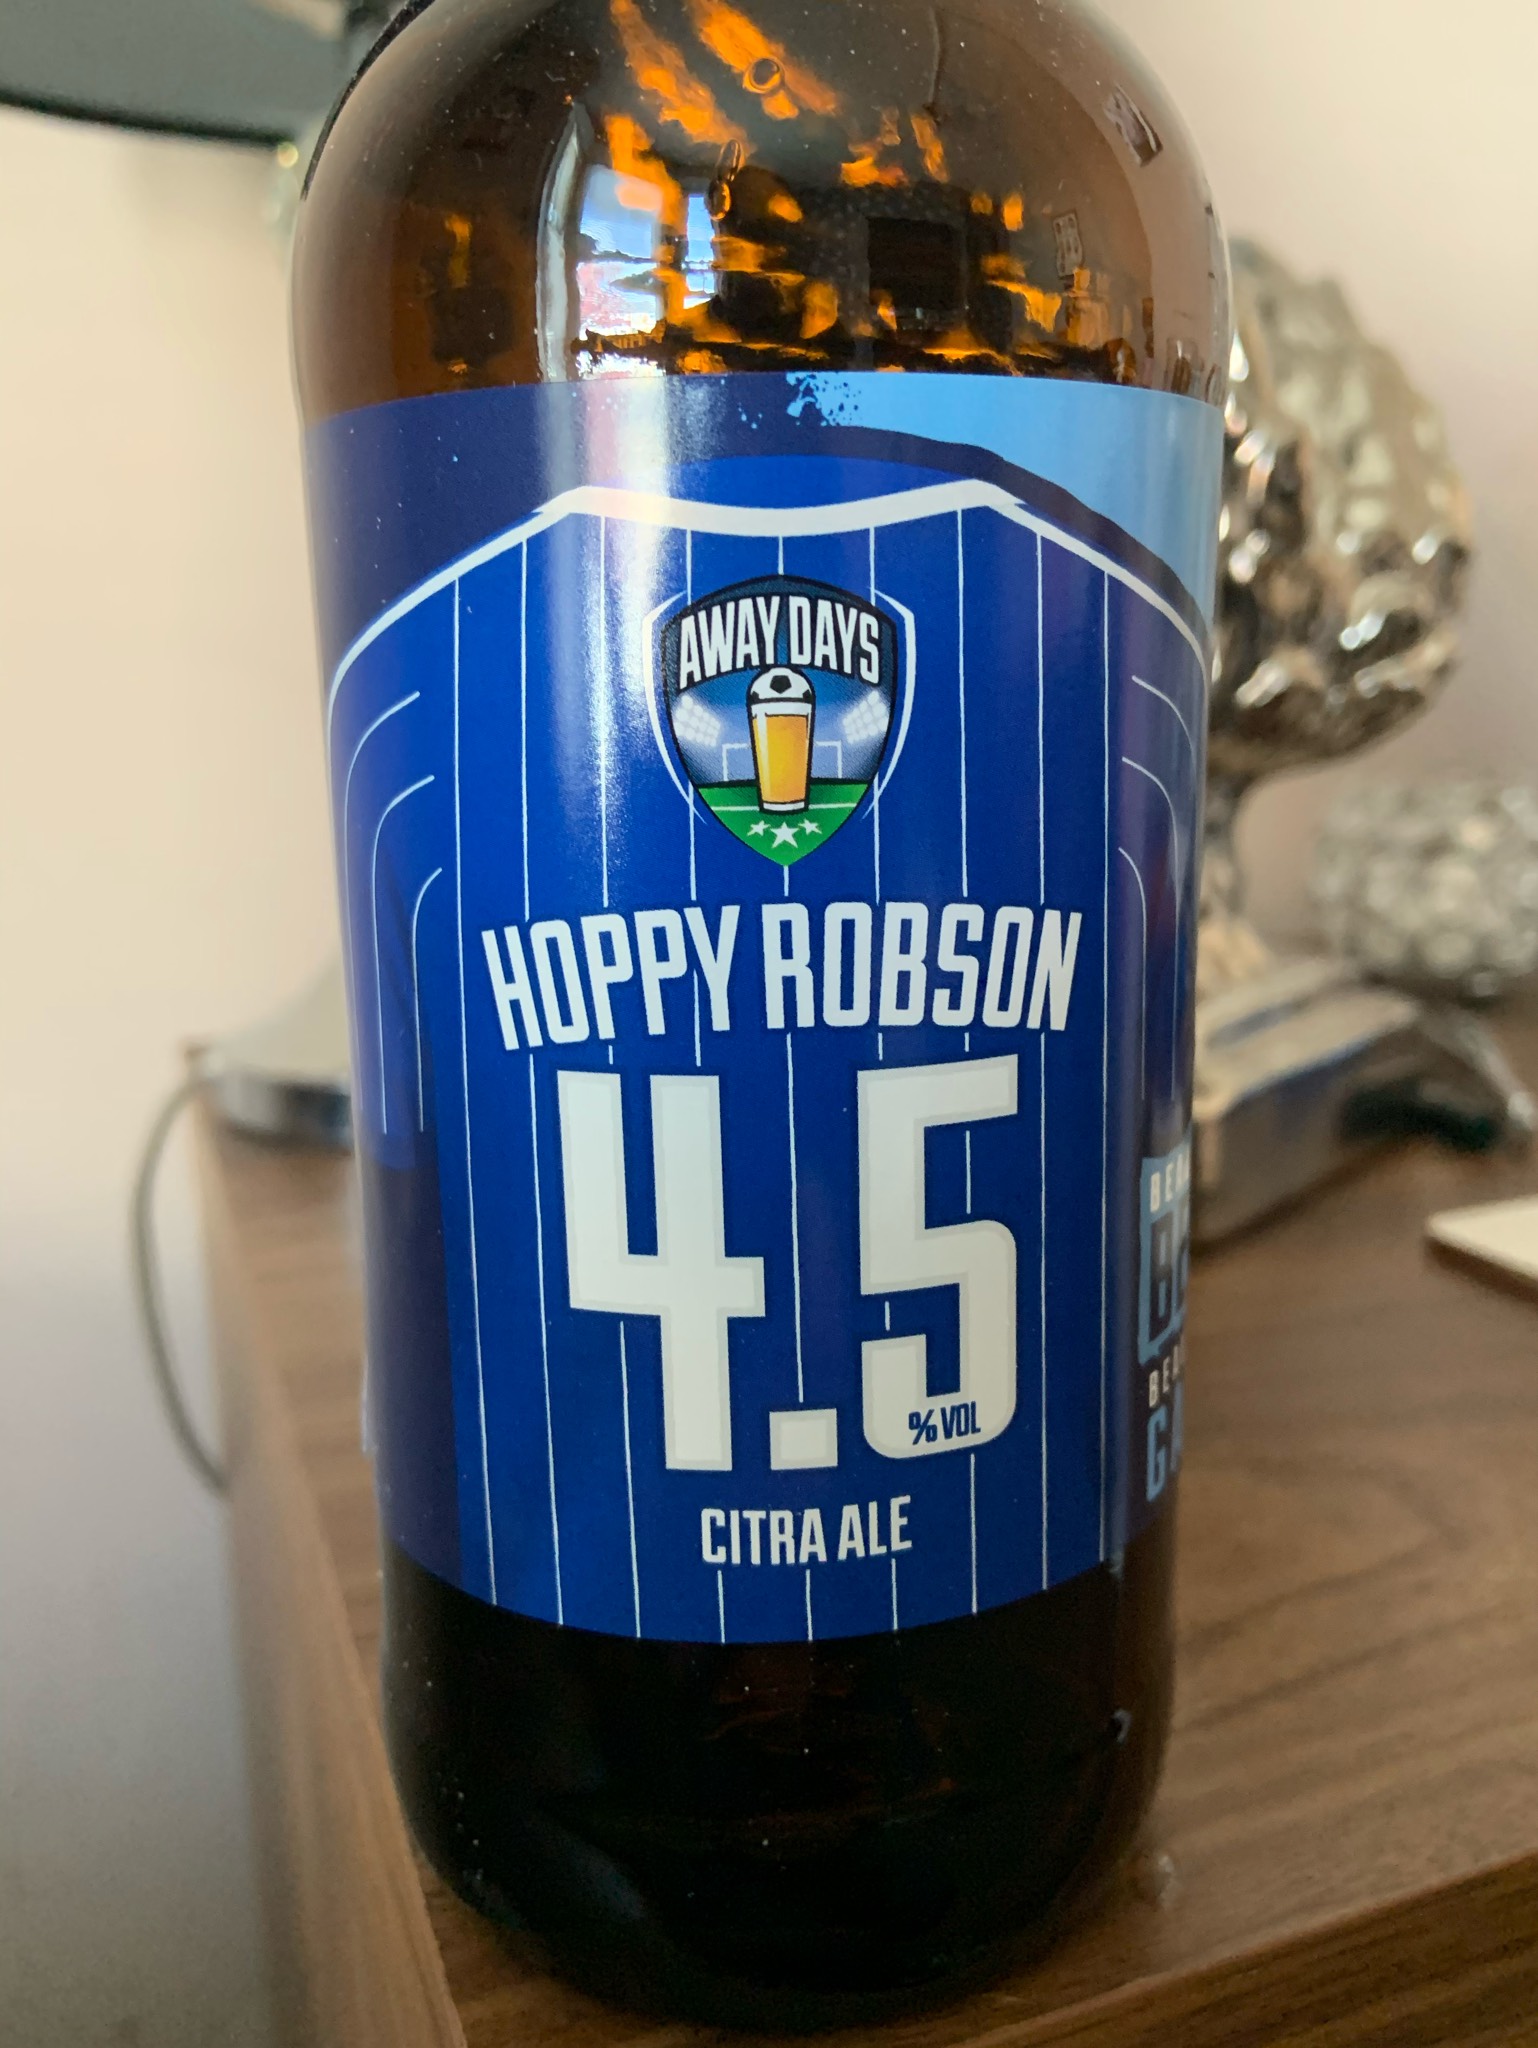 AWAY DAYS
HOPPY ROBSON
4.5
% VOL
CITRA ALE